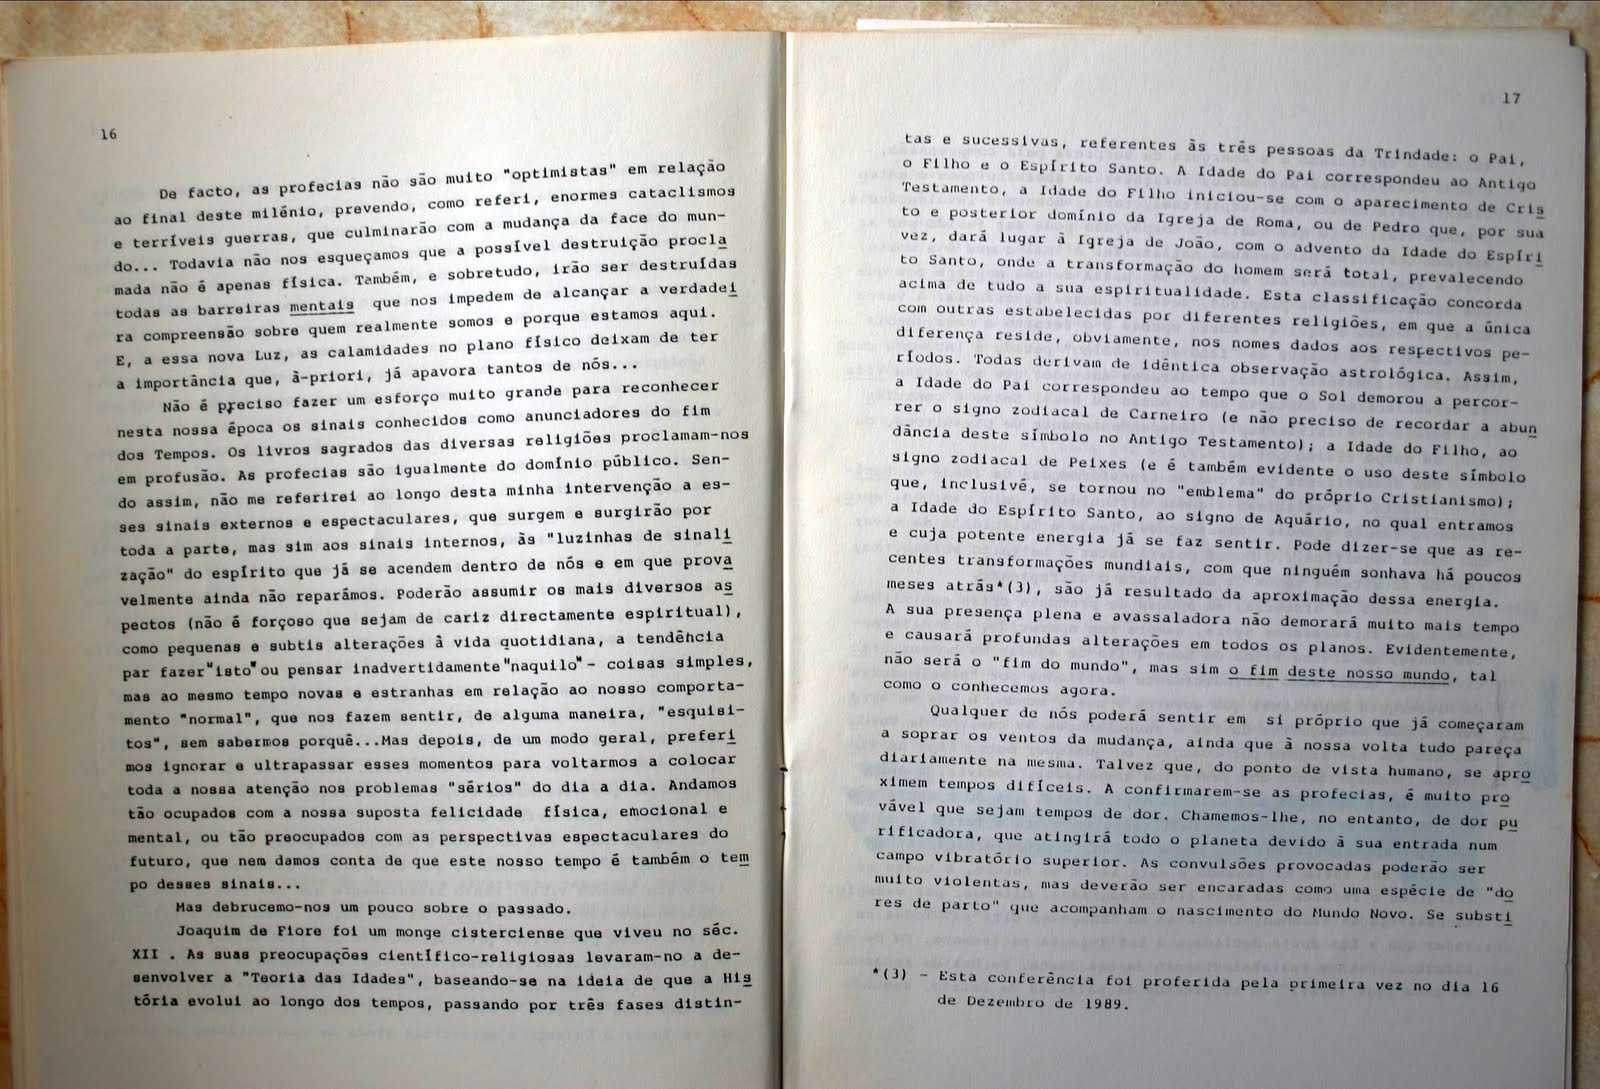 16
De facto, as profecias não são muito "optimistas" em relação
ao final deste milénio, prevendo, como referi, enormes cataclismos
e terríveis guerras, que culminarão com a mudança da face do mun-
do... Todavia não nos esqueçamos que a possível destruição procla
mada não é apenas física. Também, e sobretudo, irão ser destruídas
todas as barreiras mentais que nos impedem de alcançar a verdadei
ra compreensão sobre quem realmente somos e porque estamos aqui.
E, a essa nova Luz, as calamidades no plano físico deixam de ter
a importância que, à-priori, já apavora tantos de nós...
Não é preciso fazer um esforço muito grande para reconhecer
nesta nossa época os sinais conhecidos como anunciadores do fim
dos Tempos. Os livros sagrados das diversas religiões proclamam-nos
em profusão. As profecias são igualmente do domínio público. Sen-
do assim, não me referirei ao longo desta minha intervenção a es-
ses sinais externos e espectaculares, que surgem e surgirão por
toda a parte, mas sim aos sinais internos, às "luzinhas de sinali
zação" do espírito que já se acendem dentro de nós e em que prova
velmente ainda não reparámos. Poderão assumir os mais diversos as
pectos (não é forçoso que sejam de cariz directamente espiritual),
como pequenas e subtis alterações à vida quotidiana, a tendência
par fazer "isto" ou pensar inadvertidamente "naquilo" - coisas simples,
mas ao mesmo tempo novas e estranhas em relação ao nosso comporta-
mento "normal", que nos fazem sentir, de alguma maneira, "esquisi-
tos", sem sabermos porquê...Mas depois, de um modo geral, preferi
mos ignorar e ultrapassar esses momentos para voltarmos a colocar
toda a nossa atenção nos problemas "sérios" do dia a dia. Andamos
tão ocupados com a nossa suposta felicidade física, emocional e
mental, ou tão preocupados com as perspectivas espectaculares do
futuro, que nem damos conta de que este nosso tempo é também o tem
po desses sinais...
Mas debrucemo-nos um pouco sobre o passado.
Joaquim de Fiore foi um monge cisterciense que viveu no séc.
XII . As suas preocupações científico-religiosas levaram-no a de-
senvolver a "Teoria das Idades", baseando-se na ideia de que a His
tória evolui ao longo dos tempos, passando por três fases distin-
17
tas e sucessivas, referentes às três pessoas da Trindade: o Pai,
o Filho e o Espírito Santo. A Idade do Pai correspondeu ao Antigo
Testamento, a Idade do Filho iniciou-se com o aparecimento de Cris
to e posterior domínio da Igreja de Roma, ou de Pedro que, por sua
vez, dará lugar à Igreja de João, com o advento da Idade do Espíri
to Santo, onde a transformação do homem será total, prevalecendo
acima de tudo a sua espiritualidade. Esta classificação concorda
com outras estabelecidas por diferentes religiões, em que a única
diferença reside, obviamente, nos nomes dados aos respectivos pe-
ríodos. Todas derivam de idêntica observação astrológica. Assim,
a Idade do Pai correspondeu ao tempo que o Sol demorou a percor-
rer o signo zodiacal de Carneiro (e não preciso de recordar a abun
dância deste símbolo no Antigo Testamento); a Idade do Filho, ao
signo zodiacal de Peixes (e é também evidente o uso deste símbolo
que, inclusivé, se tornou no "emblema" do próprio Cristianismo);
a Idade do Espírito Santo, ao signo de Aquário, no qual entramos
e cuja potente energia já se faz sentir. Pode dizer-se que as re-
centes transformações mundiais, com que ninguém sonhava há poucos
meses atrás*(3), são já resultado da aproximação dessa energia.
A sua presença plena e avassaladora não demorará muito mais tempo
e causará profundas alterações em todos os planos. Evidentemente,
não será o "fim do mundo", mas sim o fim deste nosso mundo, tal
como o conhecemos agora.
Qualquer de nós poderá sentir em si próprio que já começaram
a soprar os ventos da mudança, ainda que à nossa volta tudo pareça
diariamente na mesma. Talvez que, do ponto de vista humano, se apro
ximem tempos difíceis. A confirmarem-se as profecias, é muito pro
vável que sejam tempos de dor. Chamemos-lhe, no entanto, de dor pu
rificadora, que atingirá todo o planeta devido à sua entrada num
campo vibratório superior. As convulsões provocadas poderão ser
muito violentas, mas deverão ser encaradas como uma espécie de "do
res de parto" que acompanham o nascimento do Mundo Novo. Se substi
*(3) - Esta conferência foi proferida pela primeira vez no dia 16
de Dezembro de 1989.